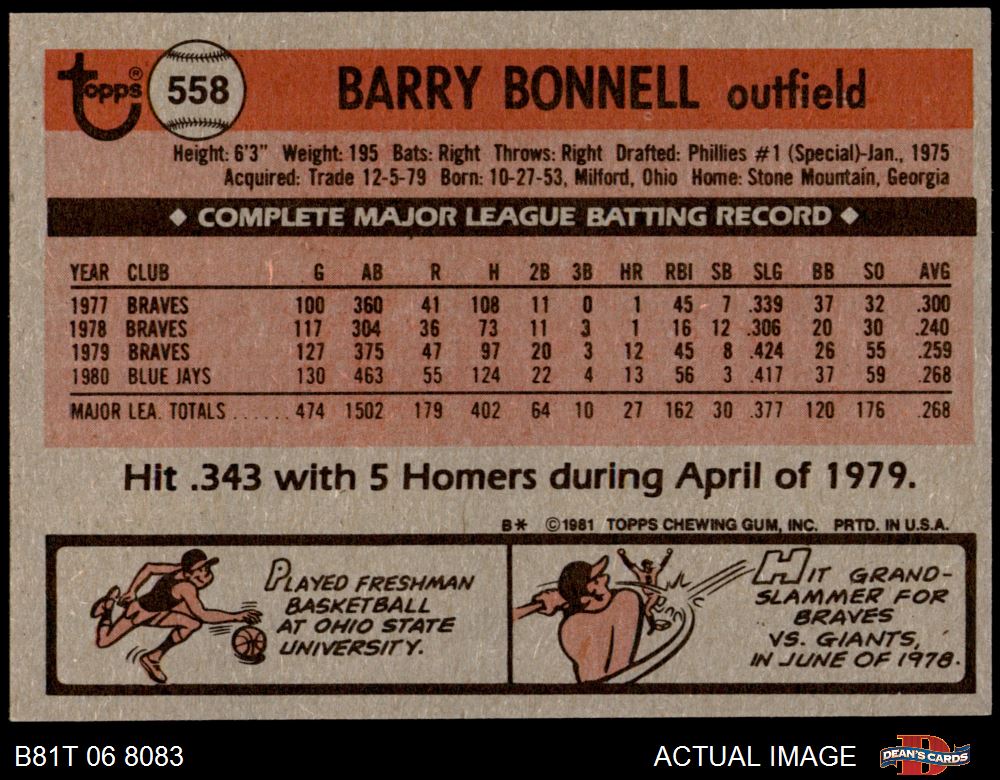 Topps® 558 BARRY BONNELL outfield
Height: 6'3" Weight: 195 Bats: Right Throws: Right Drafted: Phillies #1 (Special)-Jan., 1975
Acquired: Trade 12-5-79 Born: 10-27-53, Milford, Ohio Home: Stone Mountain, Georgia
◆ COMPLETE MAJOR LEAGUE BATTING RECORD ◆
YEAR CLUB G AB R H 2B 3B HR RBI SB SLG BB SO AVG
1977 BRAVES 100 360 41 108 11 0 1 45 7 .339 37 32 .300
1978 BRAVES 117 304 36 73 11 3 1 16 12 .306 20 30 .240
1979 BRAVES 127 375 47 97 20 3 12 45 8 .424 26 55 .259
1980 BLUE JAYS 130 463 55 124 22 4 13 56 3 .417 37 59 .268
MAJOR LEA. TOTALS ...... 474 1502 179 402 64 10 27 162 30 .377 120 176 .268
Hit .343 with 5 Homers during April of 1979.
B* ©1981 TOPPS CHEWING GUM, INC. PRTD. IN U.S.A.
PLAYED FRESHMAN
BASKETBALL
AT OHIO STATE
UNIVERSITY.
HIT GRAND-
SLAMMER FOR
BRAVES
VS. GIANTS,
IN JUNE OF 1978.
B81T 06 8083 ACTUAL IMAGE DEAN'S CARDS